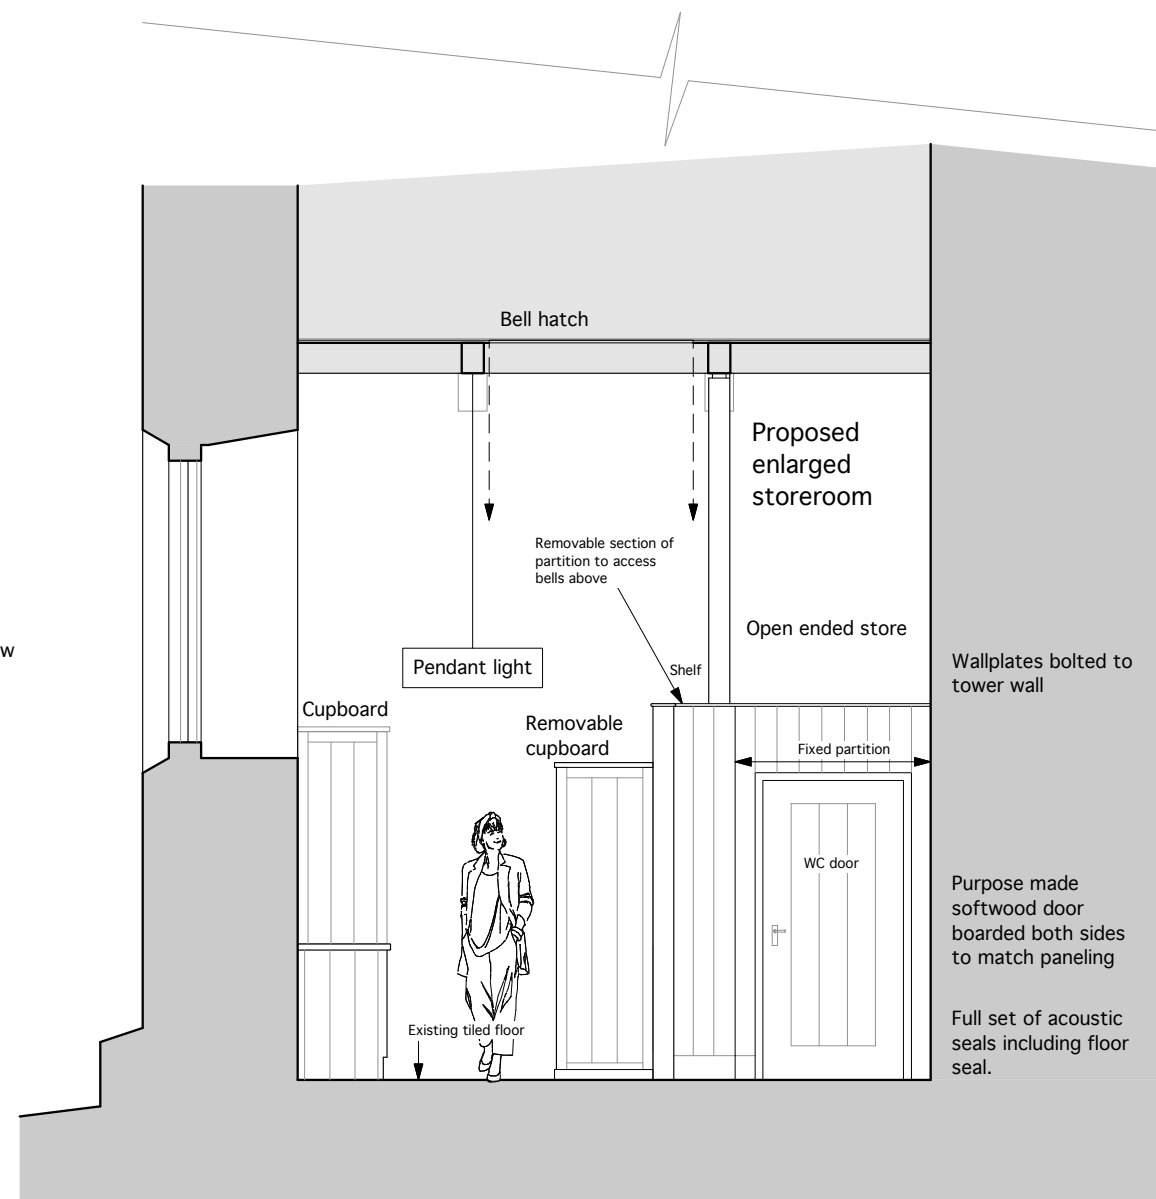 Bell hatch
Proposed
enlarged
storeroom
Removable section of
partition to access
bells above
Open ended store
w
Pendant light
Shelf
Wallplates bolted to
tower wall
Cupboard
Removable
cupboard
Fixed partition
WC door
Purpose made
softwood door
boarded both sides
to match paneling
Existing tiled floor
Full set of acoustic
seals including floor
seal.